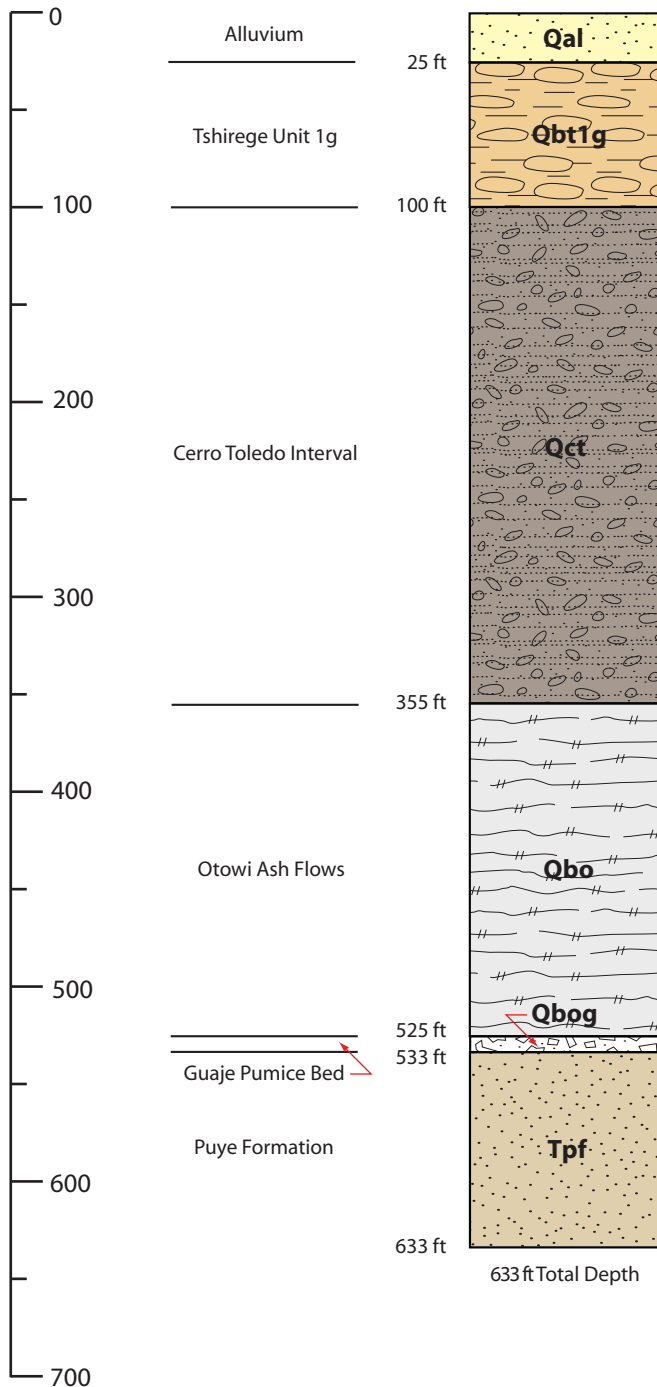 0
Alluvium
Qal
25 ft
Tshirege Unit 1g
Qbt1g
100
100 ft
200
Cerro Toledo Interval
Qct
300
355 ft
400
Otowi Ash Flows
Qbo
500
Qbog
525 ft
533 ft
Guaje Pumice Bed
Puye Formation
Tpf
600
633 ft
633 ft Total Depth
700